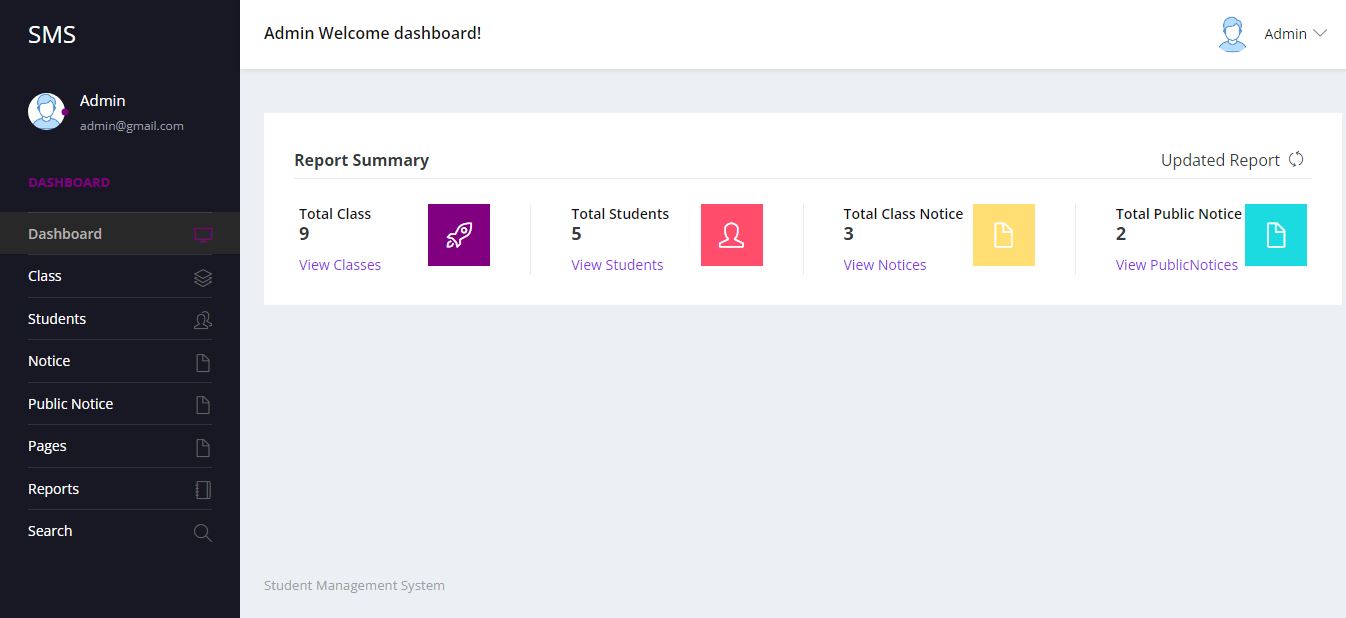 SMS
Admin
admin@gmail.com
DASHBOARD
Dashboard
Class
Students
Notice
Public Notice
Pages
Reports
Search
Admin Welcome dashboard!
Admin
Report Summary
Updated Report
Total Class
9
View Classes
Total Students
5
View Students
Total Class Notice
3
View Notices
Total Public Notice
2
View PublicNotices
Student Management System